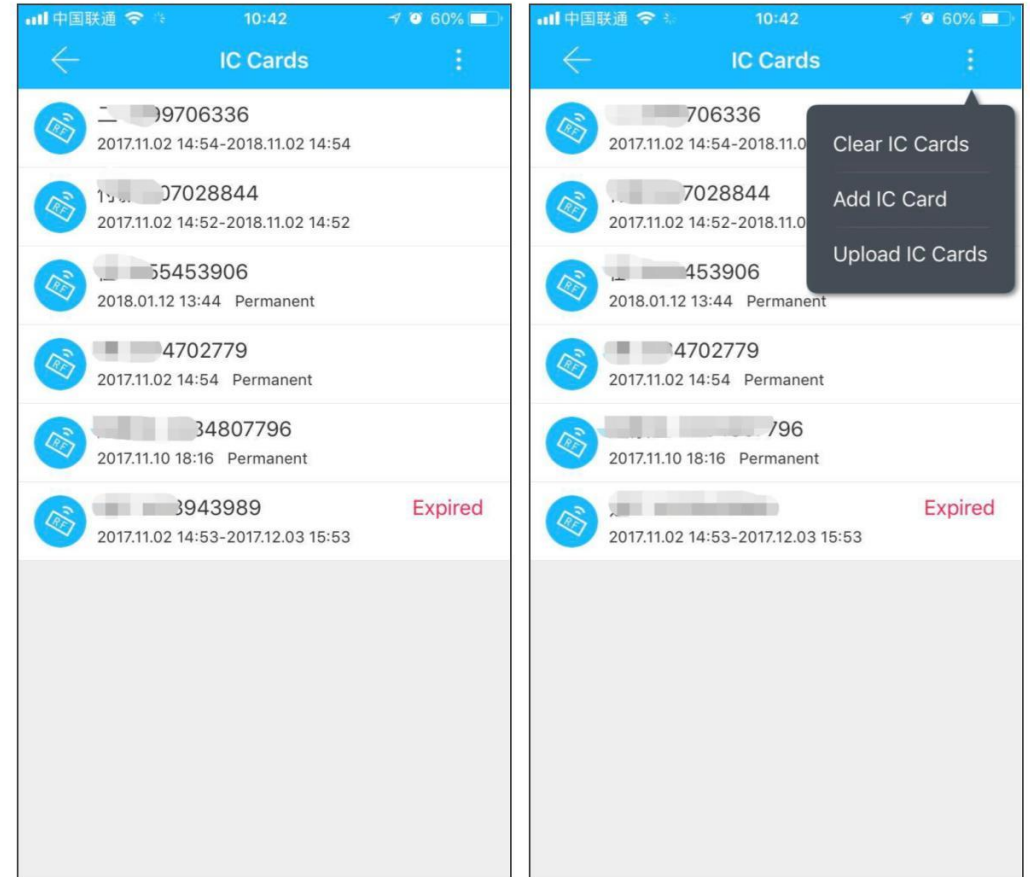 中国联通 10:42 60%
IC Cards
99706336
2017.11.02 14:54-2018.11.02 14:54
07028844
2017.11.02 14:52-2018.11.02 14:52
55453906
2018.01.12 13:44 Permanent
4702779
2017.11.02 14:54 Permanent
34807796
2017.11.10 18:16 Permanent
3943989 Expired
2017.11.02 14:53-2017.12.03 15:53
中国联通 10:42 60%
IC Cards
706336
2017.11.02 14:54-2018.11.0
7028844
2017.11.02 14:52-2018.11.0
453906
2018.01.12 13:44 Permanent
4702779
2017.11.02 14:54 Permanent
796
2017.11.10 18:16 Permanent
Expired
2017.11.02 14:53-2017.12.03 15:53
Clear IC Cards
Add IC Card
Upload IC Cards